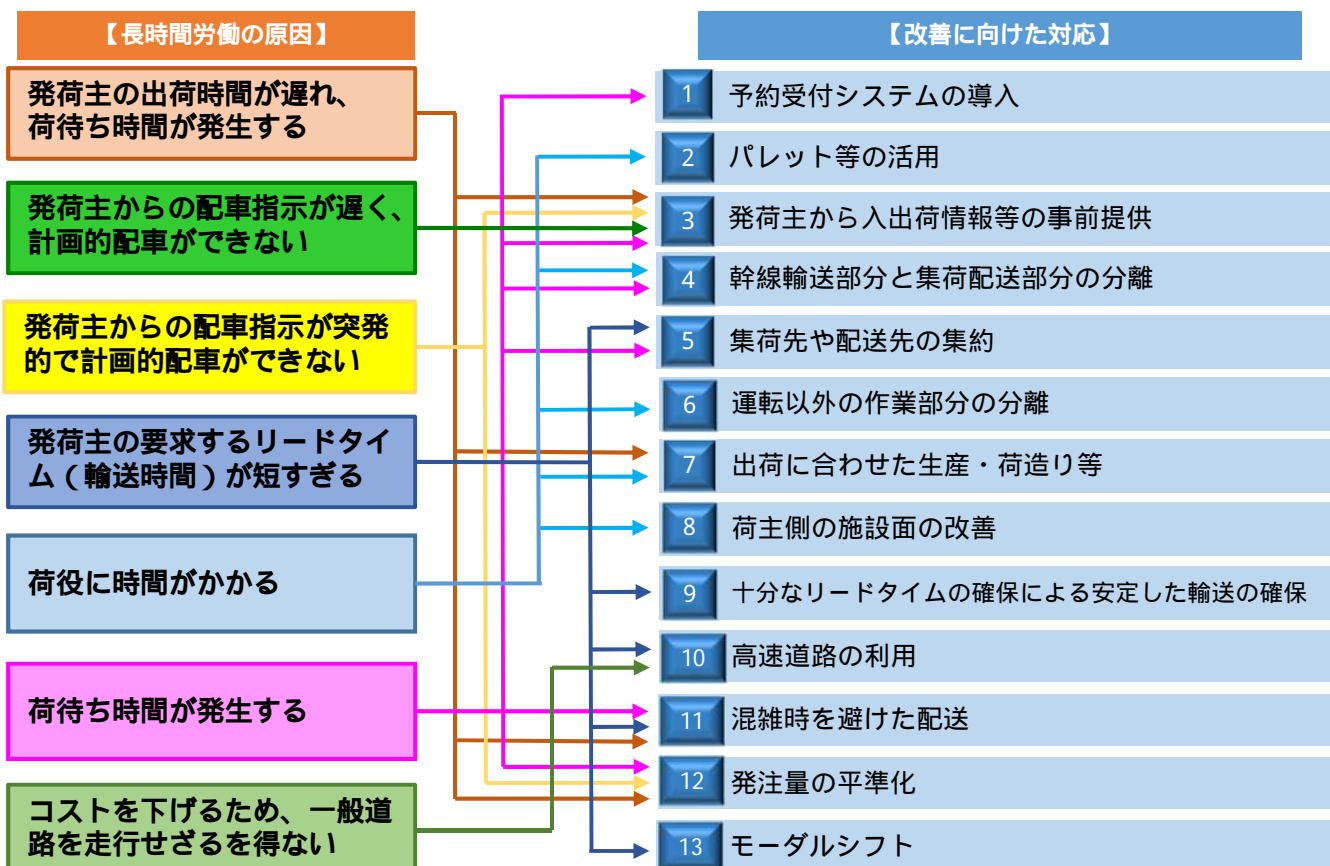 【長時間労働の原因】
発荷主の出荷時間が遅れ、
荷待ち時間が発生する
発荷主からの配車指示が遅く、
計画的配車ができない
発荷主からの配車指示が突発
的で計画的配車ができない
発荷主の要求するリードタイ
ム（輸送時間）が短すぎる
荷役に時間がかかる
荷待ち時間が発生する
コストを下げるため、一般道
路を走行せざるを得ない
【改善に向けた対応】
1 予約受付システムの導入
2 パレット等の活用
3 発荷主から入出荷情報等の事前提供
4 幹線輸送部分と集荷配送部分の分離
5 集荷先や配送先の集約
6 運転以外の作業部分の分離
7 出荷に合わせた生産・荷造り等
8 荷主側の施設面の改善
9 十分なリードタイムの確保による安定した輸送の確保
10 高速道路の利用
11 混雑時を避けた配送
12 発注量の平準化
13 モーダルシフト